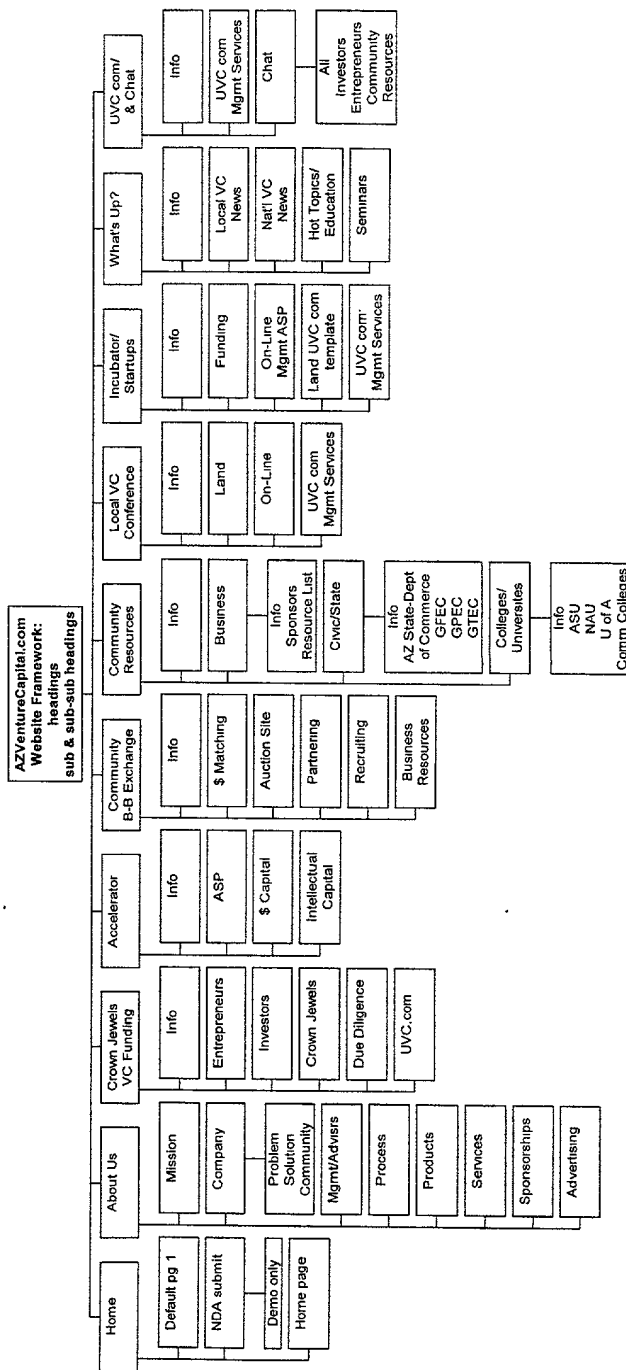 AZVentureCapital.com
Website Framework:
headings
sub & sub-sub headings
Home
Default pg 1
NDA submit
Demo only
Home page
About Us
Mission
Company
Problem
Solution
Community
Mgmt/Advisrs
Process
Products
Services
Sponsorships
Advertising
Crown Jewels
VC Funding
Info
Entrepreneurs
Investors
Crown Jewels
Due Diligence
UVC.com
Accelerator
Info
ASP
$ Capital
Intellectual
Capital
Community
B-B Exchange
Info
$ Matching
Auction Site
Partnering
Recruiting
Business
Resources
Community
Resources
Info
Business
Info
Sponsors
Resource List
Civic/State
Info
AZ State-Dept
of Commerce
GFEC
GPEC
GTEC
Colleges/
Universites
Info
ASU
NAU
U of A
Comm Colleges
Local VC
Conference
Info
Land
On-Line
UVC com
Mgmt Services
Incubator/
Startups
Info
Funding
On-Line
Mgmt ASP
Land UVC com
template
UVC com·
Mgmt Services
What's Up?
Info
Local VC
News
Nat'l VC
News
Hot Topics/
Education
Seminars
UVC com/
& Chat
Info
UVC com
Mgmt Services
Chat
All
Investors
Entrepreneurs
Community
Resources